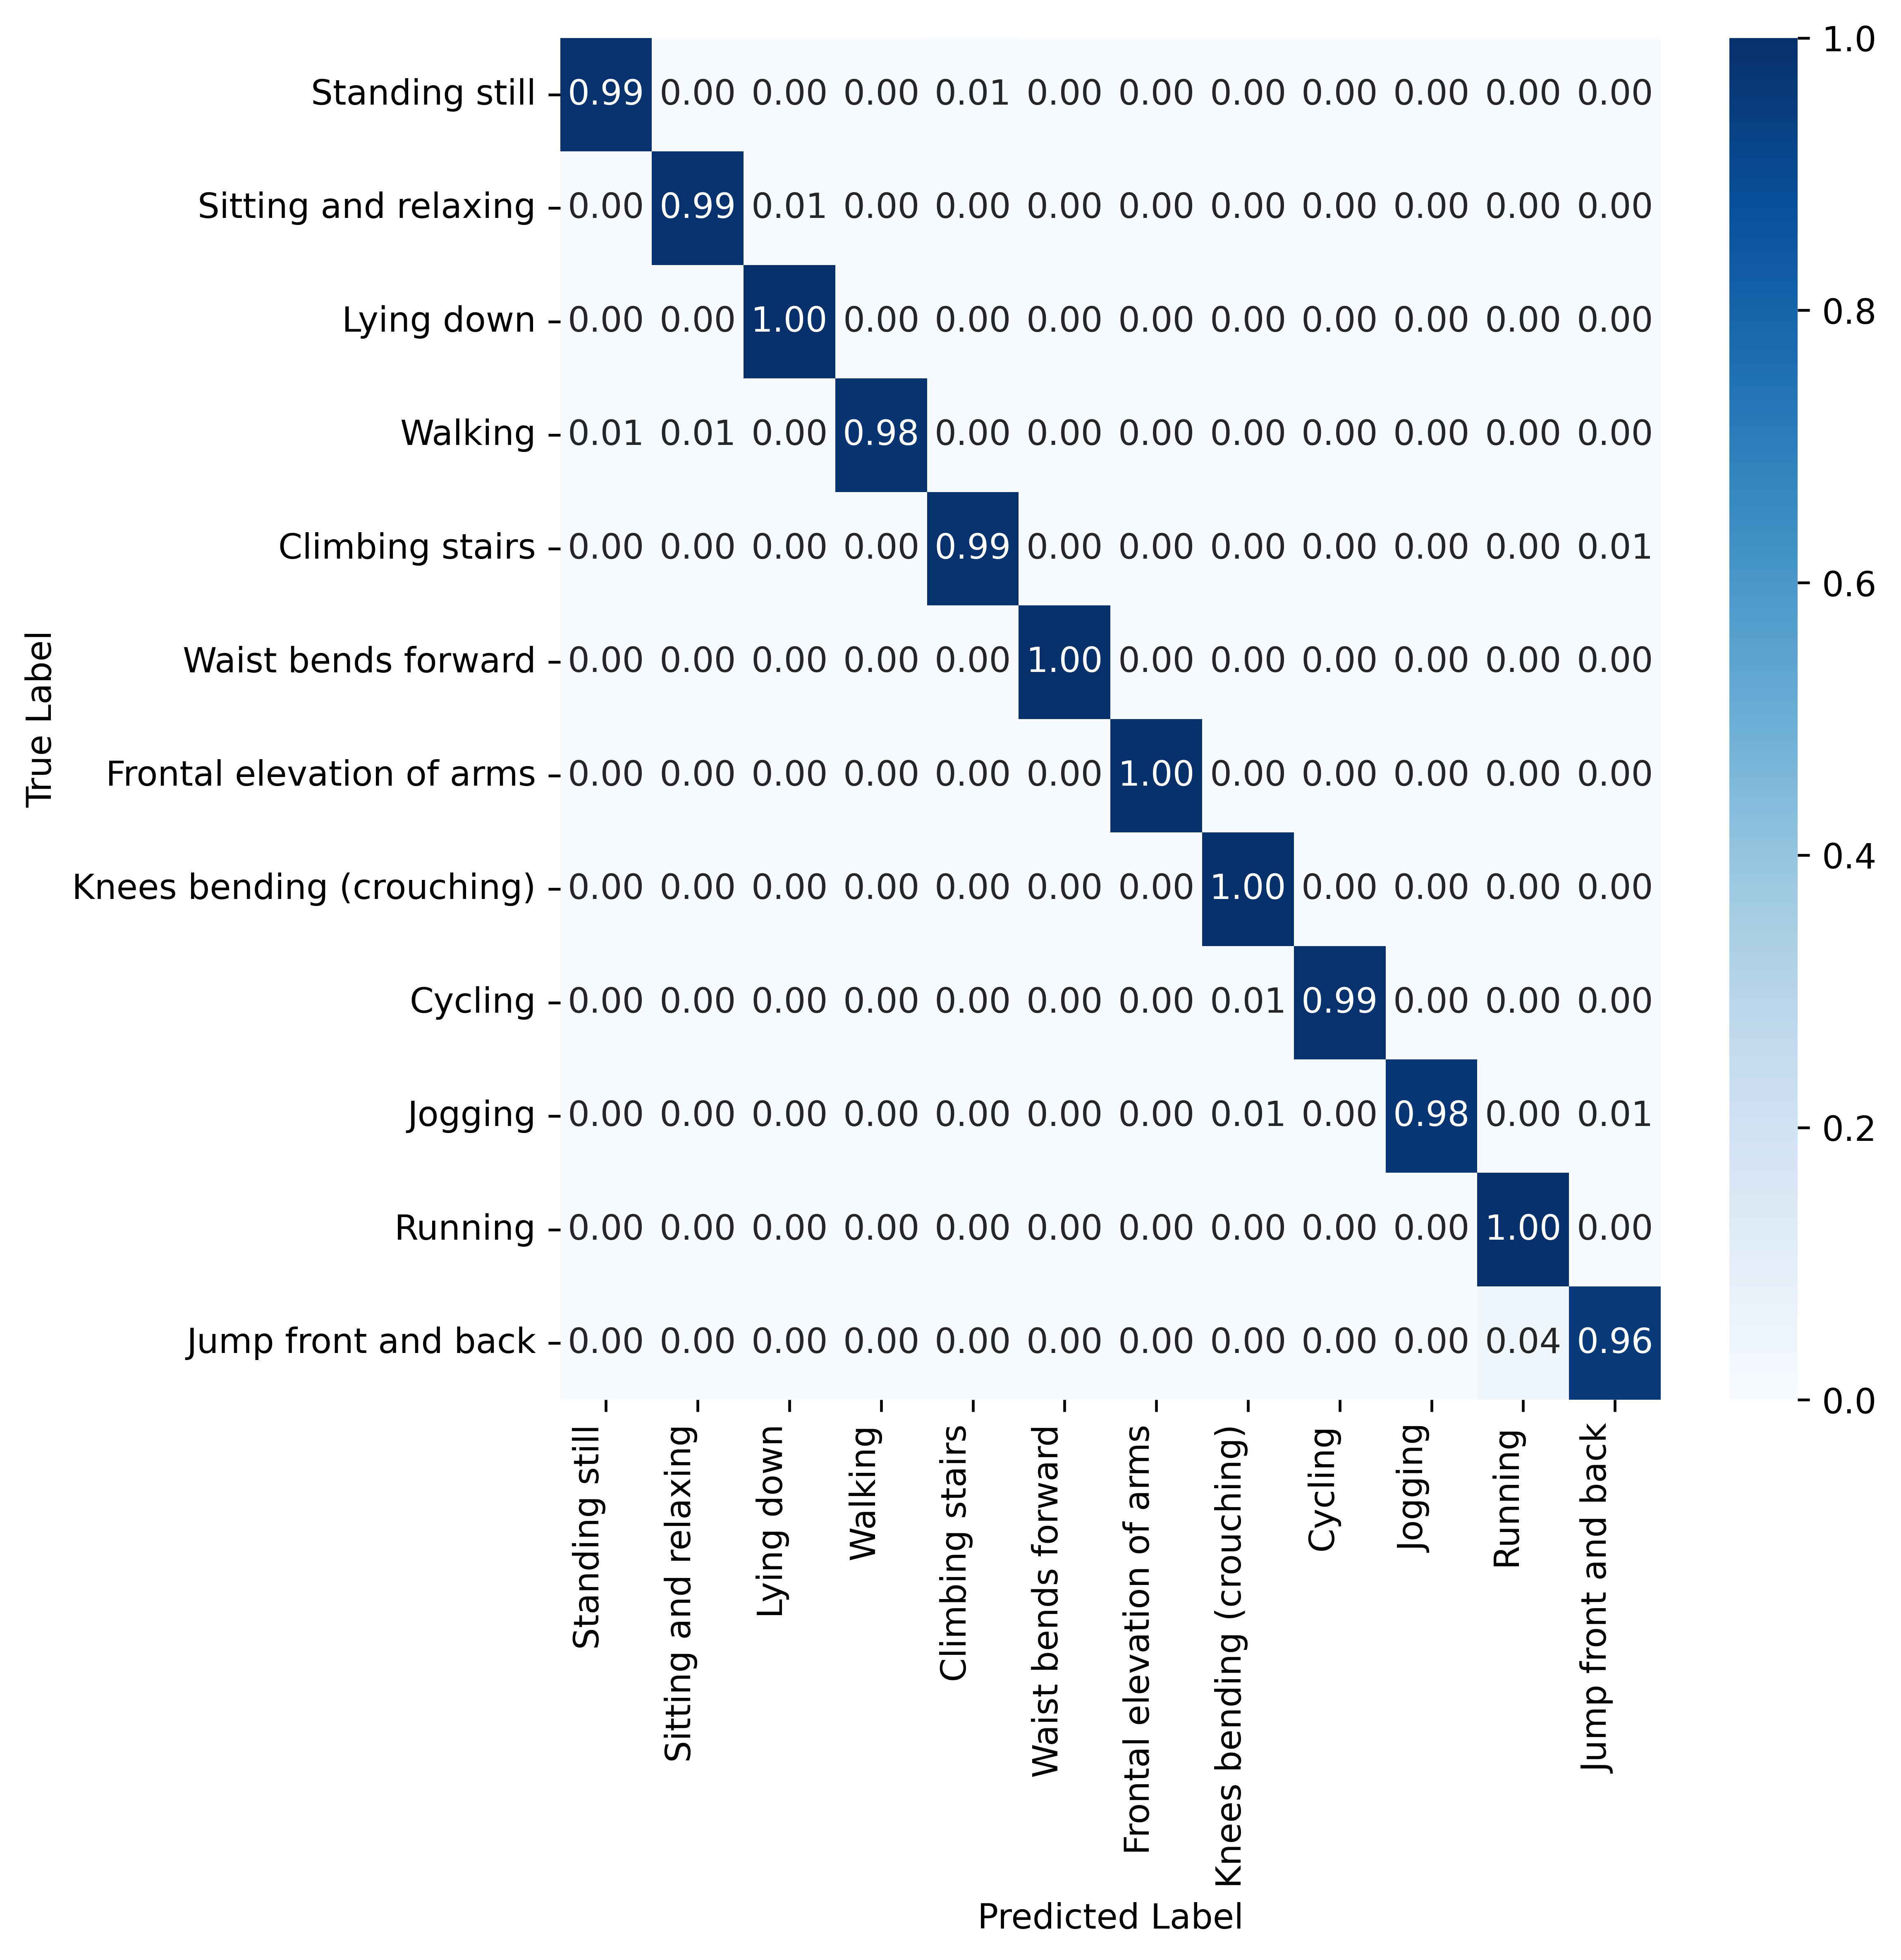 True Label
Standing still 0.99 0.00 0.00 0.00 0.01 0.00 0.00 0.00 0.00 0.00 0.00 0.00
Sitting and relaxing 0.00 0.99 0.01 0.00 0.00 0.00 0.00 0.00 0.00 0.00 0.00 0.00
Lying down 0.00 0.00 1.00 0.00 0.00 0.00 0.00 0.00 0.00 0.00 0.00 0.00
Walking 0.01 0.01 0.00 0.98 0.00 0.00 0.00 0.00 0.00 0.00 0.00 0.00
Climbing stairs 0.00 0.00 0.00 0.00 0.99 0.00 0.00 0.00 0.00 0.00 0.00 0.01
Waist bends forward 0.00 0.00 0.00 0.00 0.00 1.00 0.00 0.00 0.00 0.00 0.00 0.00
Frontal elevation of arms 0.00 0.00 0.00 0.00 0.00 0.00 1.00 0.00 0.00 0.00 0.00 0.00
Knees bending (crouching) 0.00 0.00 0.00 0.00 0.00 0.00 0.00 1.00 0.00 0.00 0.00 0.00
Cycling 0.00 0.00 0.00 0.00 0.00 0.00 0.00 0.01 0.99 0.00 0.00 0.00
Jogging 0.00 0.00 0.00 0.00 0.00 0.00 0.00 0.01 0.00 0.98 0.00 0.01
Running 0.00 0.00 0.00 0.00 0.00 0.00 0.00 0.00 0.00 0.00 1.00 0.00
Jump front and back 0.00 0.00 0.00 0.00 0.00 0.00 0.00 0.00 0.00 0.00 0.04 0.96
Standing still
Sitting and relaxing
Lying down
Walking
Climbing stairs
Waist bends forward
Frontal elevation of arms
Knees bending (crouching)
Cycling
Jogging
Running
Jump front and back
Predicted Label
1.0
0.8
0.6
0.4
0.2
0.0